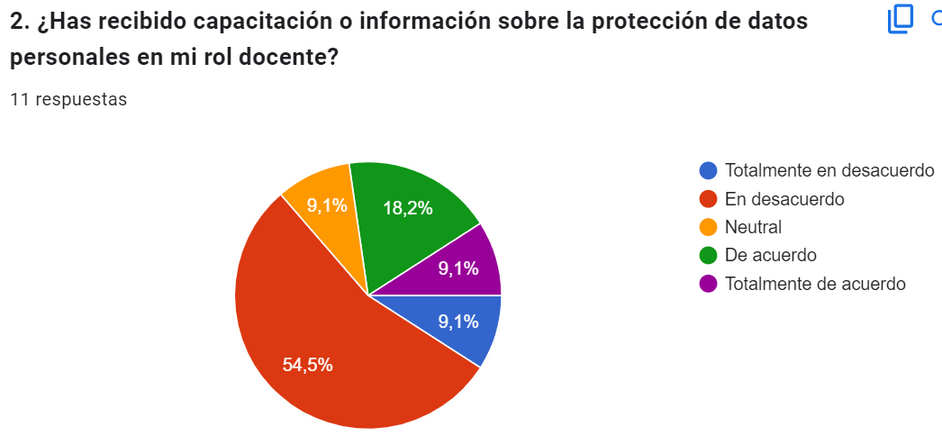 2. ¿Has recibido capacitación o información sobre la protección de datos
personales en mi rol docente?
11 respuestas
Totalmente en desacuerdo
En desacuerdo
Neutral
De acuerdo
Totalmente de acuerdo
9,1%
18,2%
9,1%
9,1%
54,5%